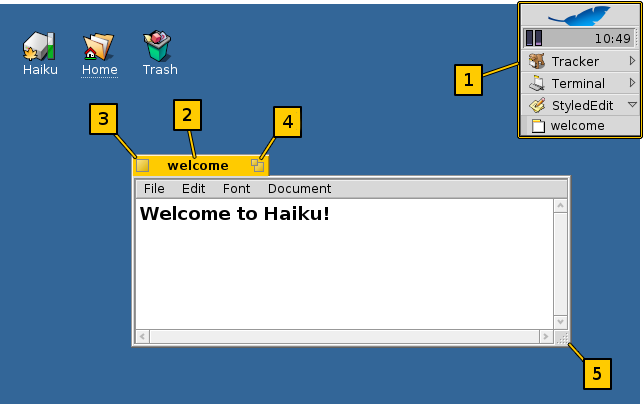 10:49
Tracker
Terminal
StyledEdit
welcome
1
Haiku Home Trash
3 2 4
welcome
File Edit Font Document
Welcome to Haiku!
5